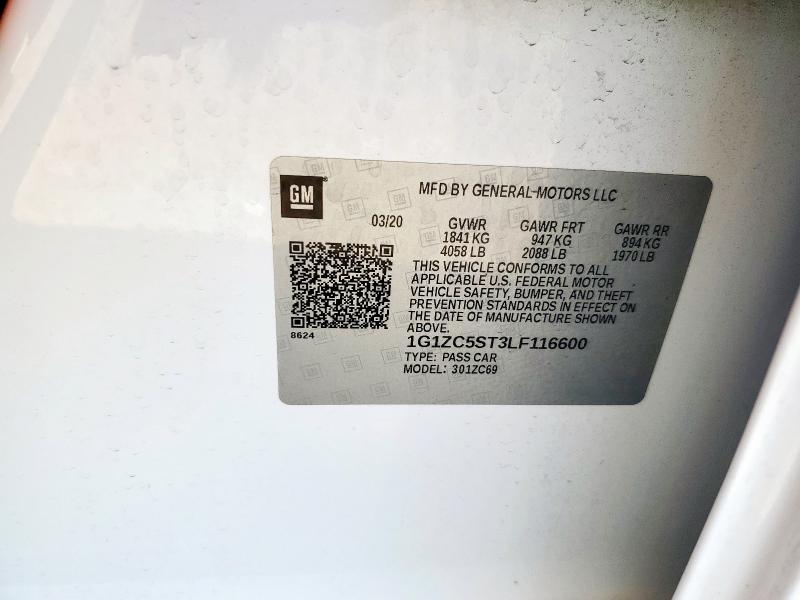 GM
MFD BY GENERAL MOTORS LLC
03/20 GVWR GAWR FRT GAWR RR
1841 KG 947 KG 894 KG
4058 LB 2088 LB 1970 LB
THIS VEHICLE CONFORMS TO ALL
APPLICABLE U.S. FEDERAL MOTOR
VEHICLE SAFETY, BUMPER, AND THEFT
PREVENTION STANDARDS IN EFFECT ON
THE DATE OF MANUFACTURE SHOWN
ABOVE.
8624
1G1ZC5ST3LF116600
TYPE: PASS CAR
MODEL: 301ZC69